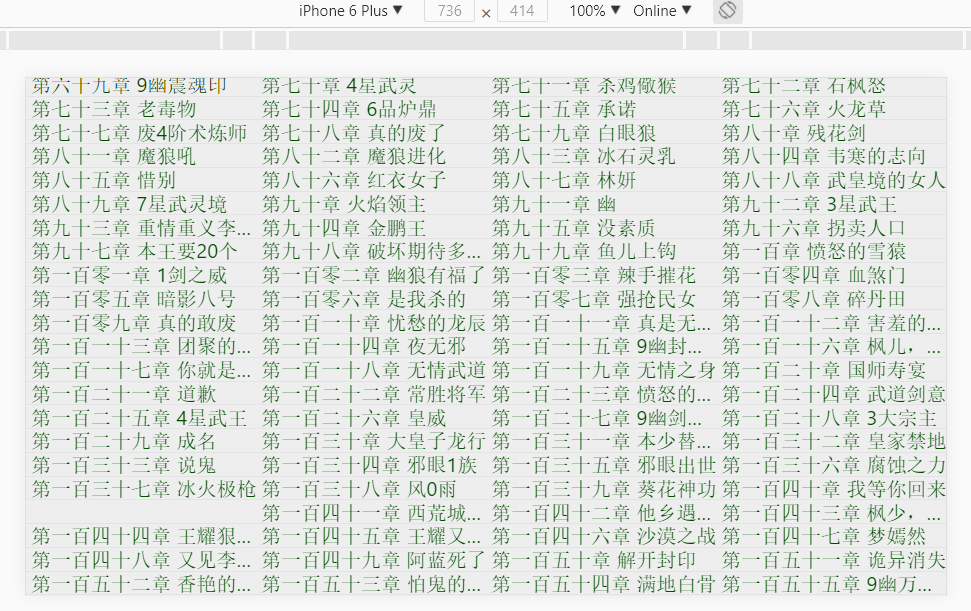 iPhone 6 Plus ▼ 736 × 414 100% ▼ Online ▼
第六十九章 9幽震魂印 第七十章 4星武灵 第七十一章 杀鸡儆猴 第七十二章 石枫怒
第七十三章 老毒物 第七十四章 6品炉鼎 第七十五章 承诺 第七十六章 火龙草
第七十七章 废4阶术炼师 第七十八章 真的废了 第七十九章 白眼狼 第八十章 残花剑
第八十一章 魔狼吼 第八十二章 魔狼进化 第八十三章 冰石灵乳 第八十四章 韦寒的志向
第八十五章 惜别 第八十六章 红衣女子 第八十七章 林妍 第八十八章 武皇境的女人
第八十九章 7星武灵境 第九十章 火焰领主 第九十一章 幽 第九十二章 3星武王
第九十三章 重情重义李... 第九十四章 金鹏王 第九十五章 没素质 第九十六章 拐卖人口
第九十七章 本王要20个 第九十八章 破坏期待多... 第九十九章 鱼儿上钩 第一百章 愤怒的雪猿
第一百零一章 1剑之威 第一百零二章 幽狼有福了 第一百零三章 辣手摧花 第一百零四章 血煞门
第一百零五章 暗影八号 第一百零六章 是我杀的 第一百零七章 强抢民女 第一百零八章 碎丹田
第一百零九章 真的敢废 第一百一十章 忧愁的龙辰 第一百一十一章 真是无... 第一百一十二章 害羞的...
第一百一十三章 团聚的... 第一百一十四章 夜无邪 第一百一十五章 9幽封... 第一百一十六章 枫儿，...
第一百一十七章 你就是... 第一百一十八章 无情武道 第一百一十九章 无情之身 第一百二十章 国师寿宴
第一百二十一章 道歉 第一百二十二章 常胜将军 第一百二十三章 愤怒的... 第一百二十四章 武道剑意
第一百二十五章 4星武王 第一百二十六章 皇威 第一百二十七章 9幽剑... 第一百二十八章 3大宗主
第一百二十九章 成名 第一百三十章 大皇子龙行 第一百三十一章 本少替... 第一百三十二章 皇家禁地
第一百三十三章 说鬼 第一百三十四章 邪眼1族 第一百三十五章 邪眼出世 第一百三十六章 腐蚀之力
第一百三十七章 冰火极枪 第一百三十八章 风0雨 第一百三十九章 葵花神功 第一百四十章 我等你回来
第一百四十一章 西荒城... 第一百四十二章 他乡遇... 第一百四十三章 枫少，...
第一百四十四章 王耀狠... 第一百四十五章 王耀又... 第一百四十六章 沙漠之战 第一百四十七章 梦嫣然
第一百四十八章 又见李... 第一百四十九章 阿蓝死了 第一百五十章 解开封印 第一百五十一章 诡异消失
第一百五十二章 香艳的... 第一百五十三章 怕鬼的... 第一百五十四章 满地白骨 第一百五十五章 9幽万...